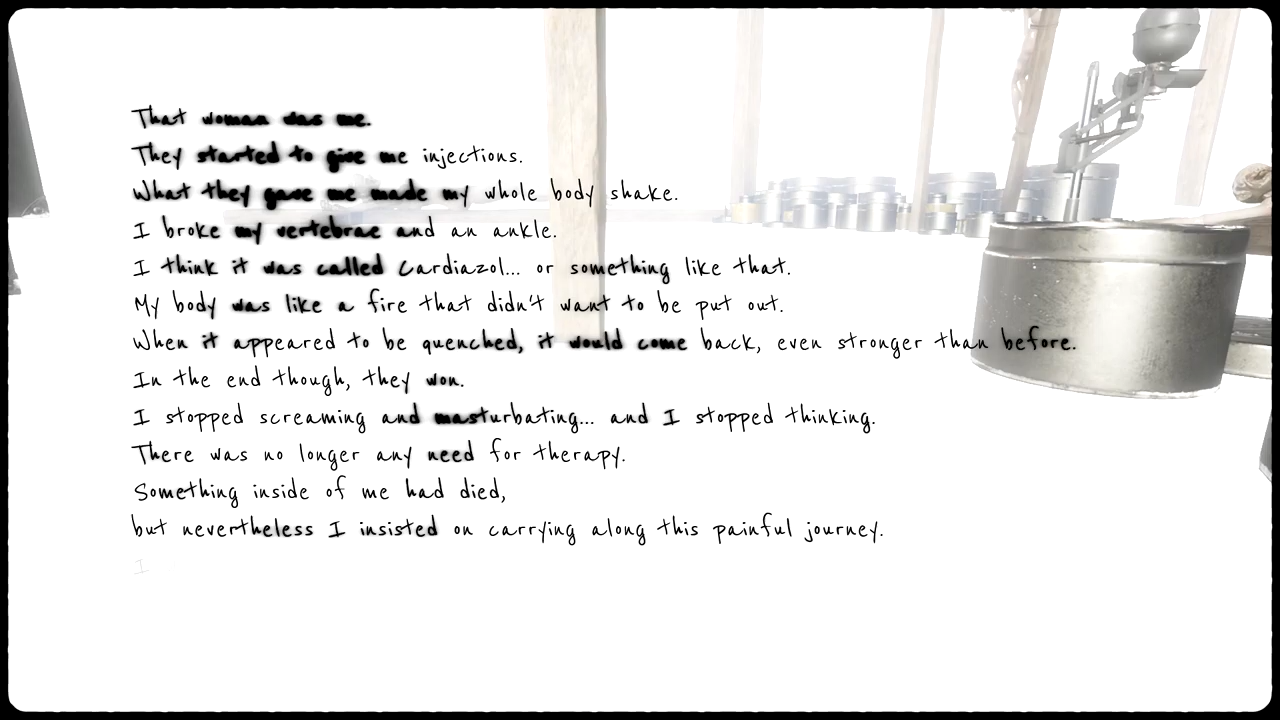 That woman was me.
They started to give me injections.
What they gave me made my whole body shake.
I broke my vertebrae and an ankle.
I think it was called Cardiazol... or something like that.
My body was like a fire that didn't want to be put out.
When it appeared to be quenched, it would come back, even stronger than before.
In the end though, they won.
I stopped screaming and masturbating... and I stopped thinking.
There was no longer any need for therapy.
Something inside of me had died,
but nevertheless I insisted on carrying along this painful journey.
I